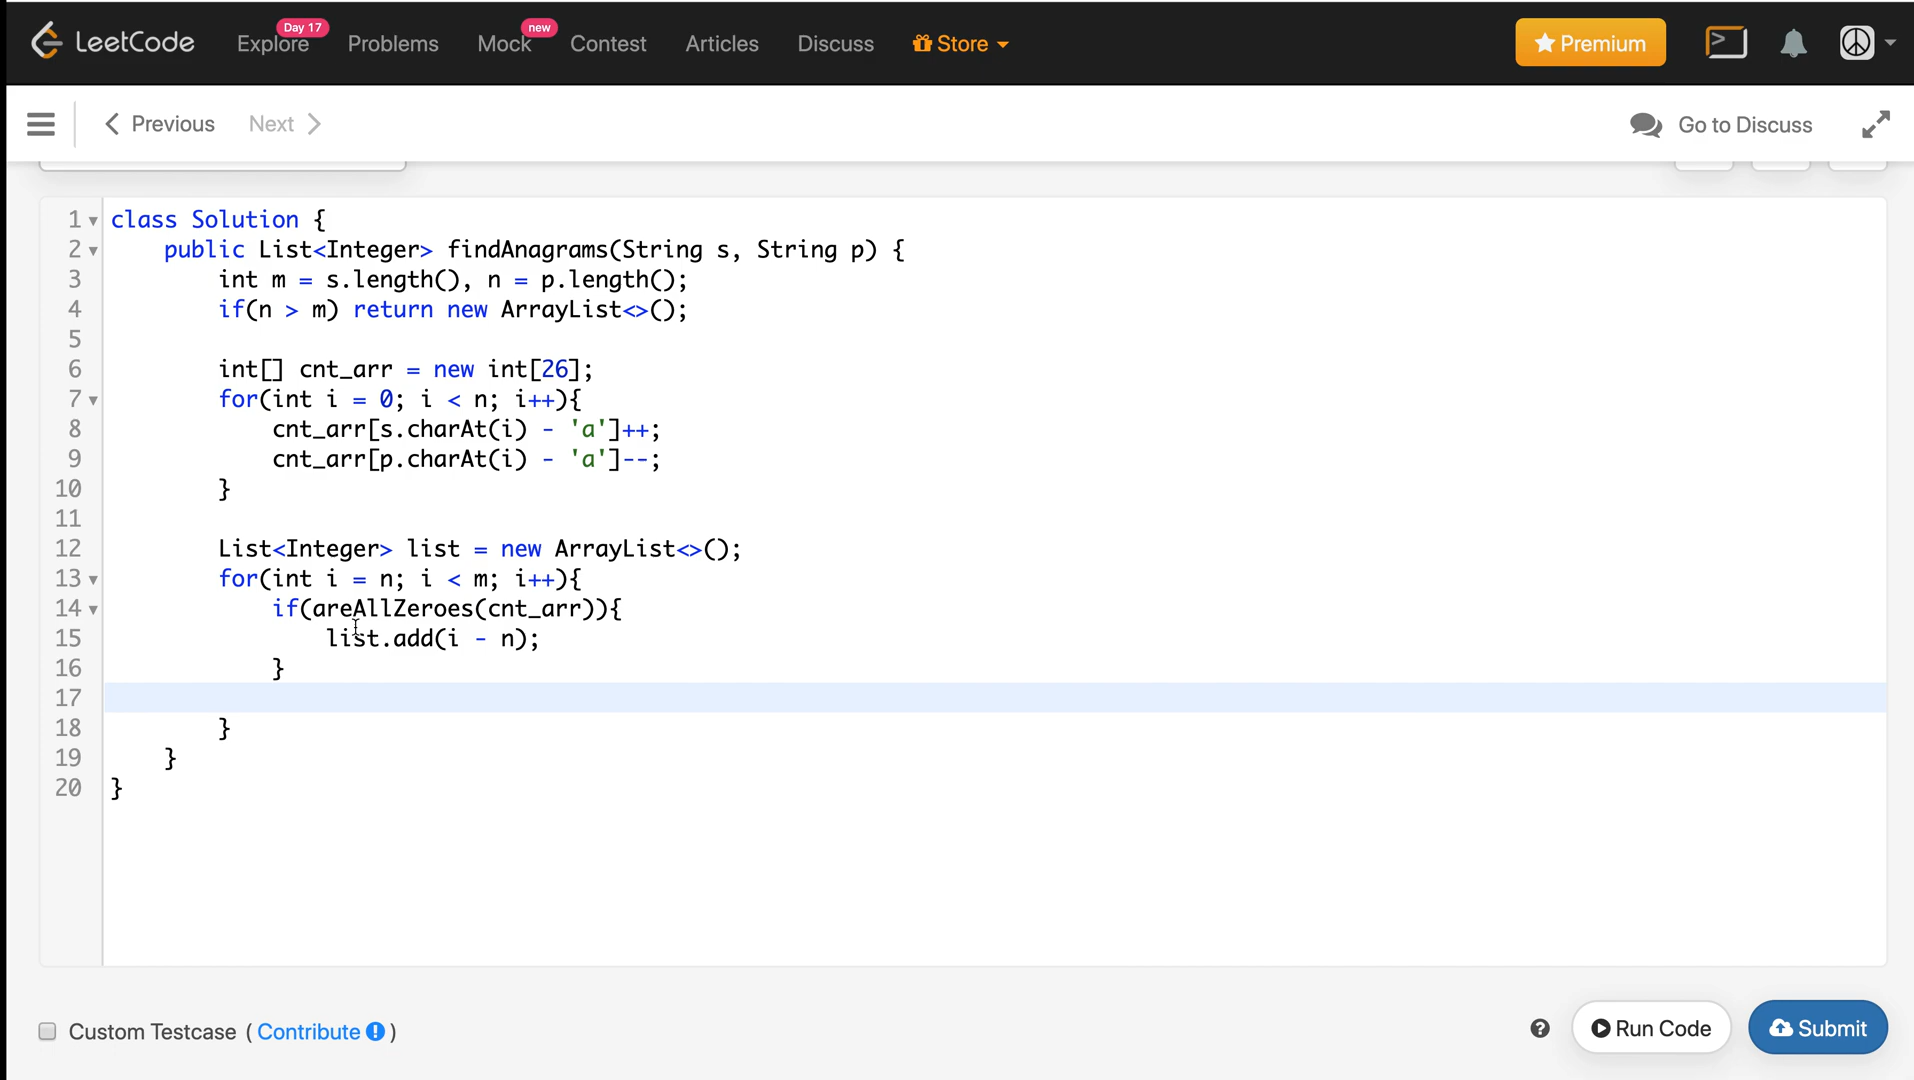 LeetCode Explore Day 17 Problems Mock new Contest Articles Discuss Store Premium
Previous Next Go to Discuss
1 class Solution {
2 public List<Integer> findAnagrams(String s, String p) {
3 int m = s.length(), n = p.length();
4 if(n > m) return new ArrayList<>();
5
6 int[] cnt_arr = new int[26];
7 for(int i = 0; i < n; i++){
8 cnt_arr[s.charAt(i) - 'a']++;
9 cnt_arr[p.charAt(i) - 'a']--;
10 }
11
12 List<Integer> list = new ArrayList<>();
13 for(int i = n; i < m; i++){
14 if(areAllZeroes(cnt_arr)){
15 list.add(i - n);
16 }
17
18 }
19 }
20 }
Custom Testcase ( Contribute ) Run Code Submit